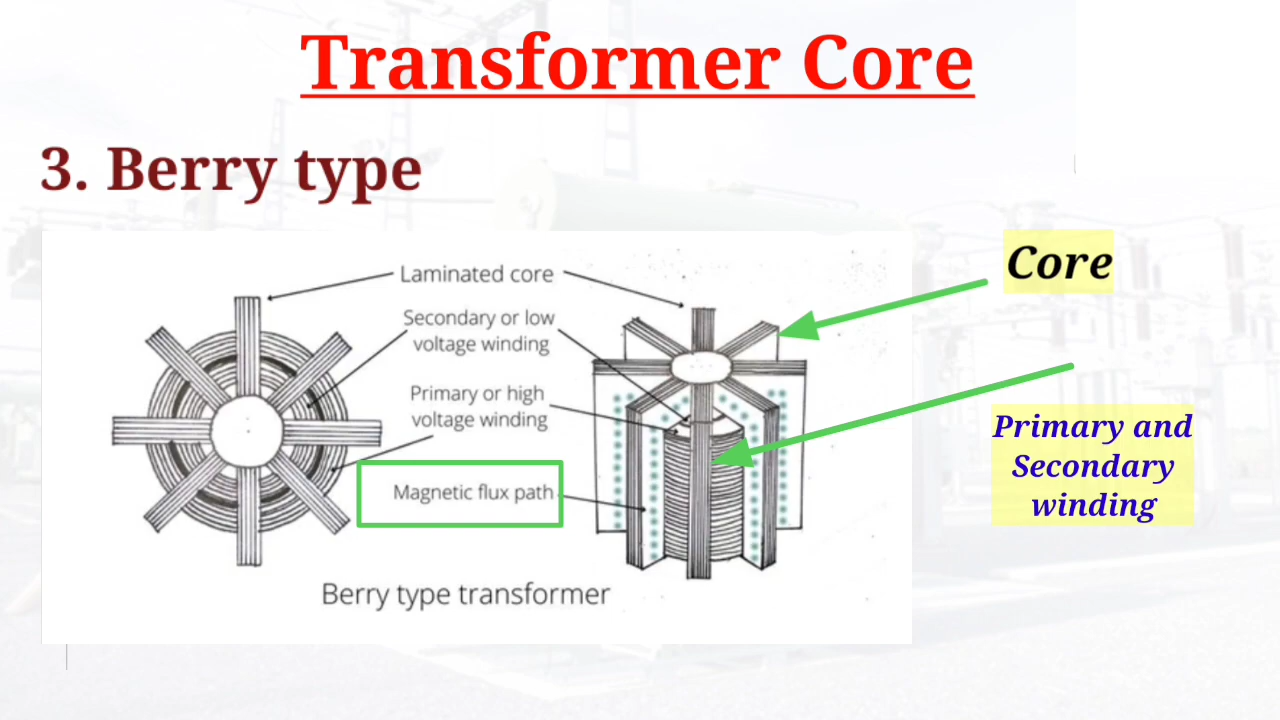 Transformer Core
3. Berry type
Laminated core
Secondary or low
voltage winding
Primary or high
voltage winding
Magnetic flux path
Berry type transformer
Core
Primary and
Secondary
winding